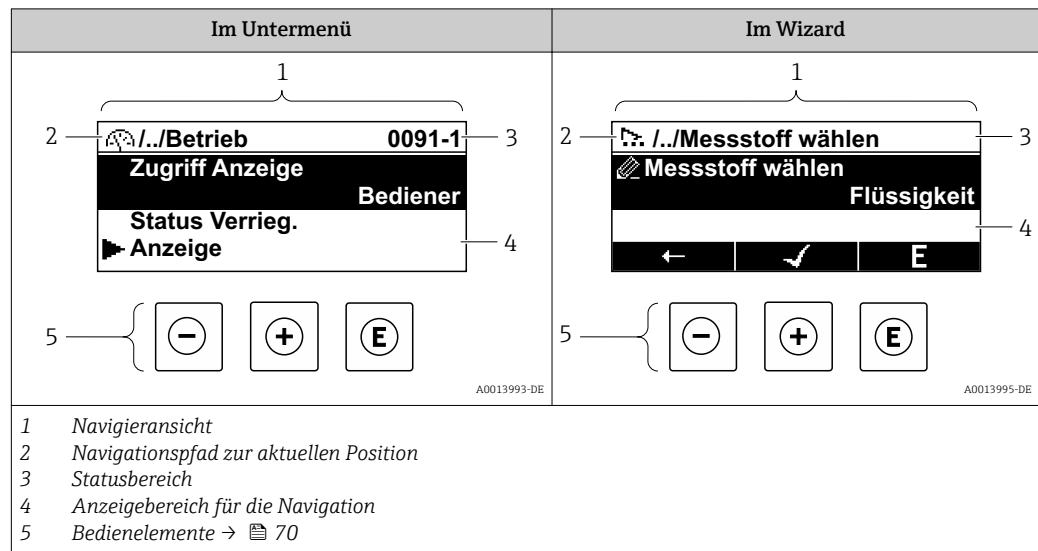 Im Untermenü
Im Wizard
1
2
/../Betrieb 0091-1
3
Zugriff Anzeige
Bediener
Status Verrieg.
Anzeige
4
5
- + E
A0013993-DE
1
2
/../Messstoff wählen
3
Messstoff wählen
Flüssigkeit
4
← ✓ E
5
- + E
A0013995-DE
1 Navigieransicht
2 Navigationspfad zur aktuellen Position
3 Statusbereich
4 Anzeigebereich für die Navigation
5 Bedienelemente → 70